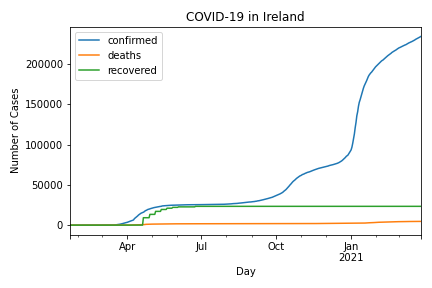 COVID-19 in Ireland
confirmed
deaths
recovered
Number of Cases
200000
150000
100000
50000
0
Apr
Jul
Oct
Jan
2021
Day